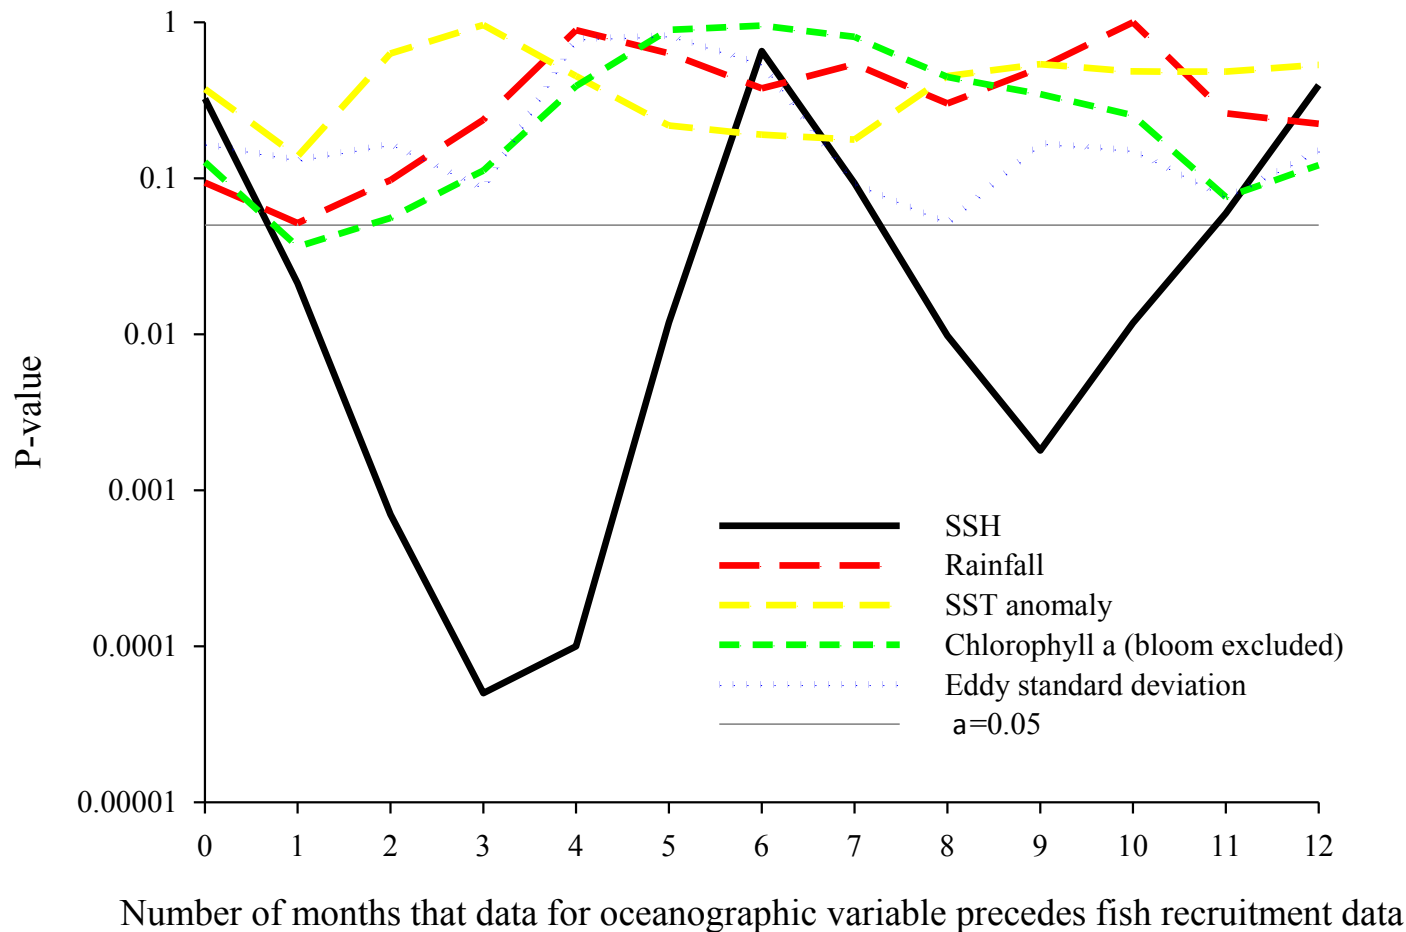 1
0.1
0.01
0.001
0.0001
0.00001
P-value
SSH
Rainfall
SST anomaly
Chlorophyll a (bloom excluded)
Eddy standard deviation
a=0.05
0 1 2 3 4 5 6 7 8 9 10 11 12
Number of months that data for oceanographic variable precedes fish recruitment data